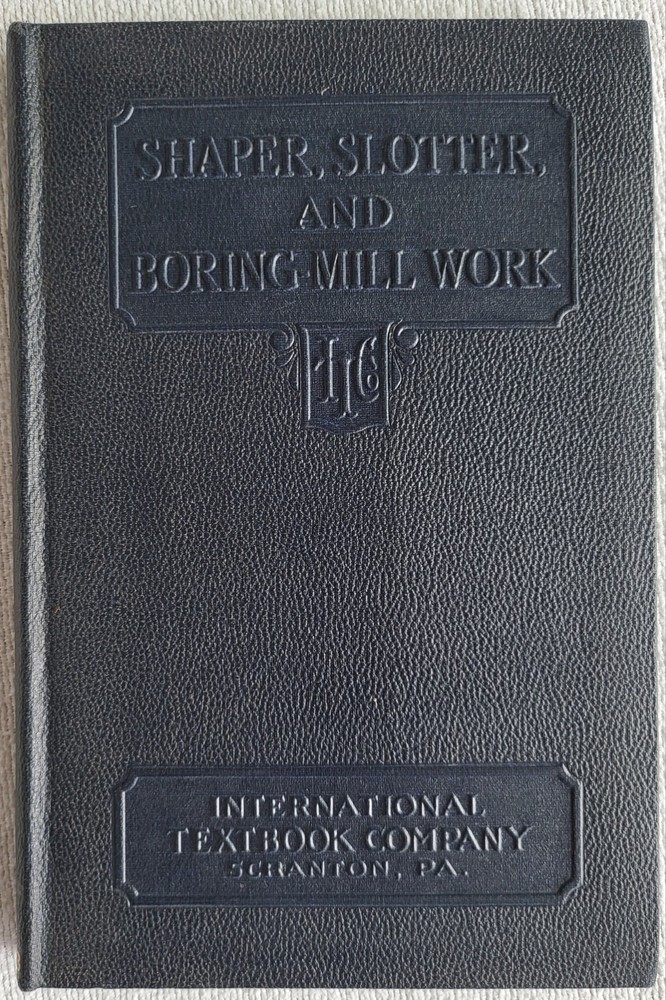 SHAPER, SLOTTER,
AND
BORING-MILL WORK
ITC
INTERNATIONAL
TEXTBOOK COMPANY
SCRANTON, PA.